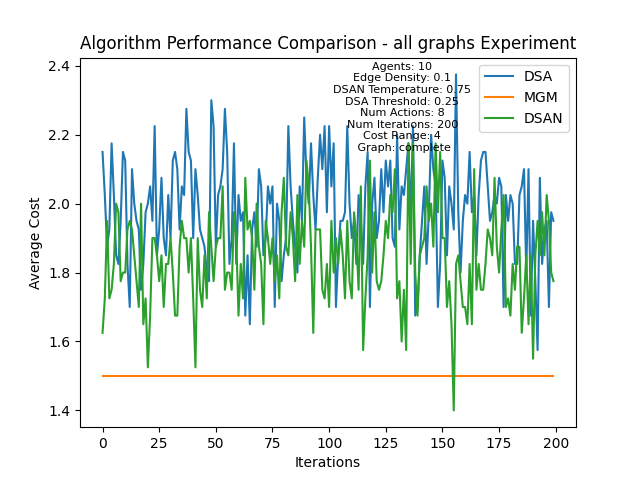 Algorithm Performance Comparison - all graphs Experiment
Agents: 10
Edge Density: 0.1
DSAN Temperature: 0.75
DSA Threshold: 0.25
Num Actions: 8
Num Iterations: 200
Cost Range: 4
Graph: complete
DSA
MGM
DSAN
Average Cost
2.4
2.2
2.0
1.8
1.6
1.4
0 25 50 75 100 125 150 175 200
Iterations